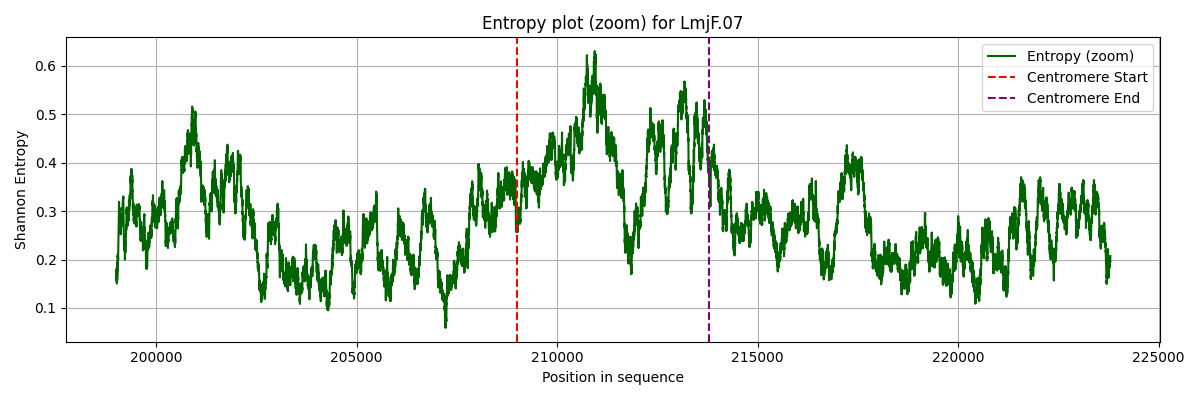 Entropy plot (zoom) for LmjF.07
Entropy (zoom)
Centromere Start
Centromere End
Shannon Entropy
0.6
0.5
0.4
0.3
0.2
0.1
200000 205000 210000 215000 220000 225000
Position in sequence